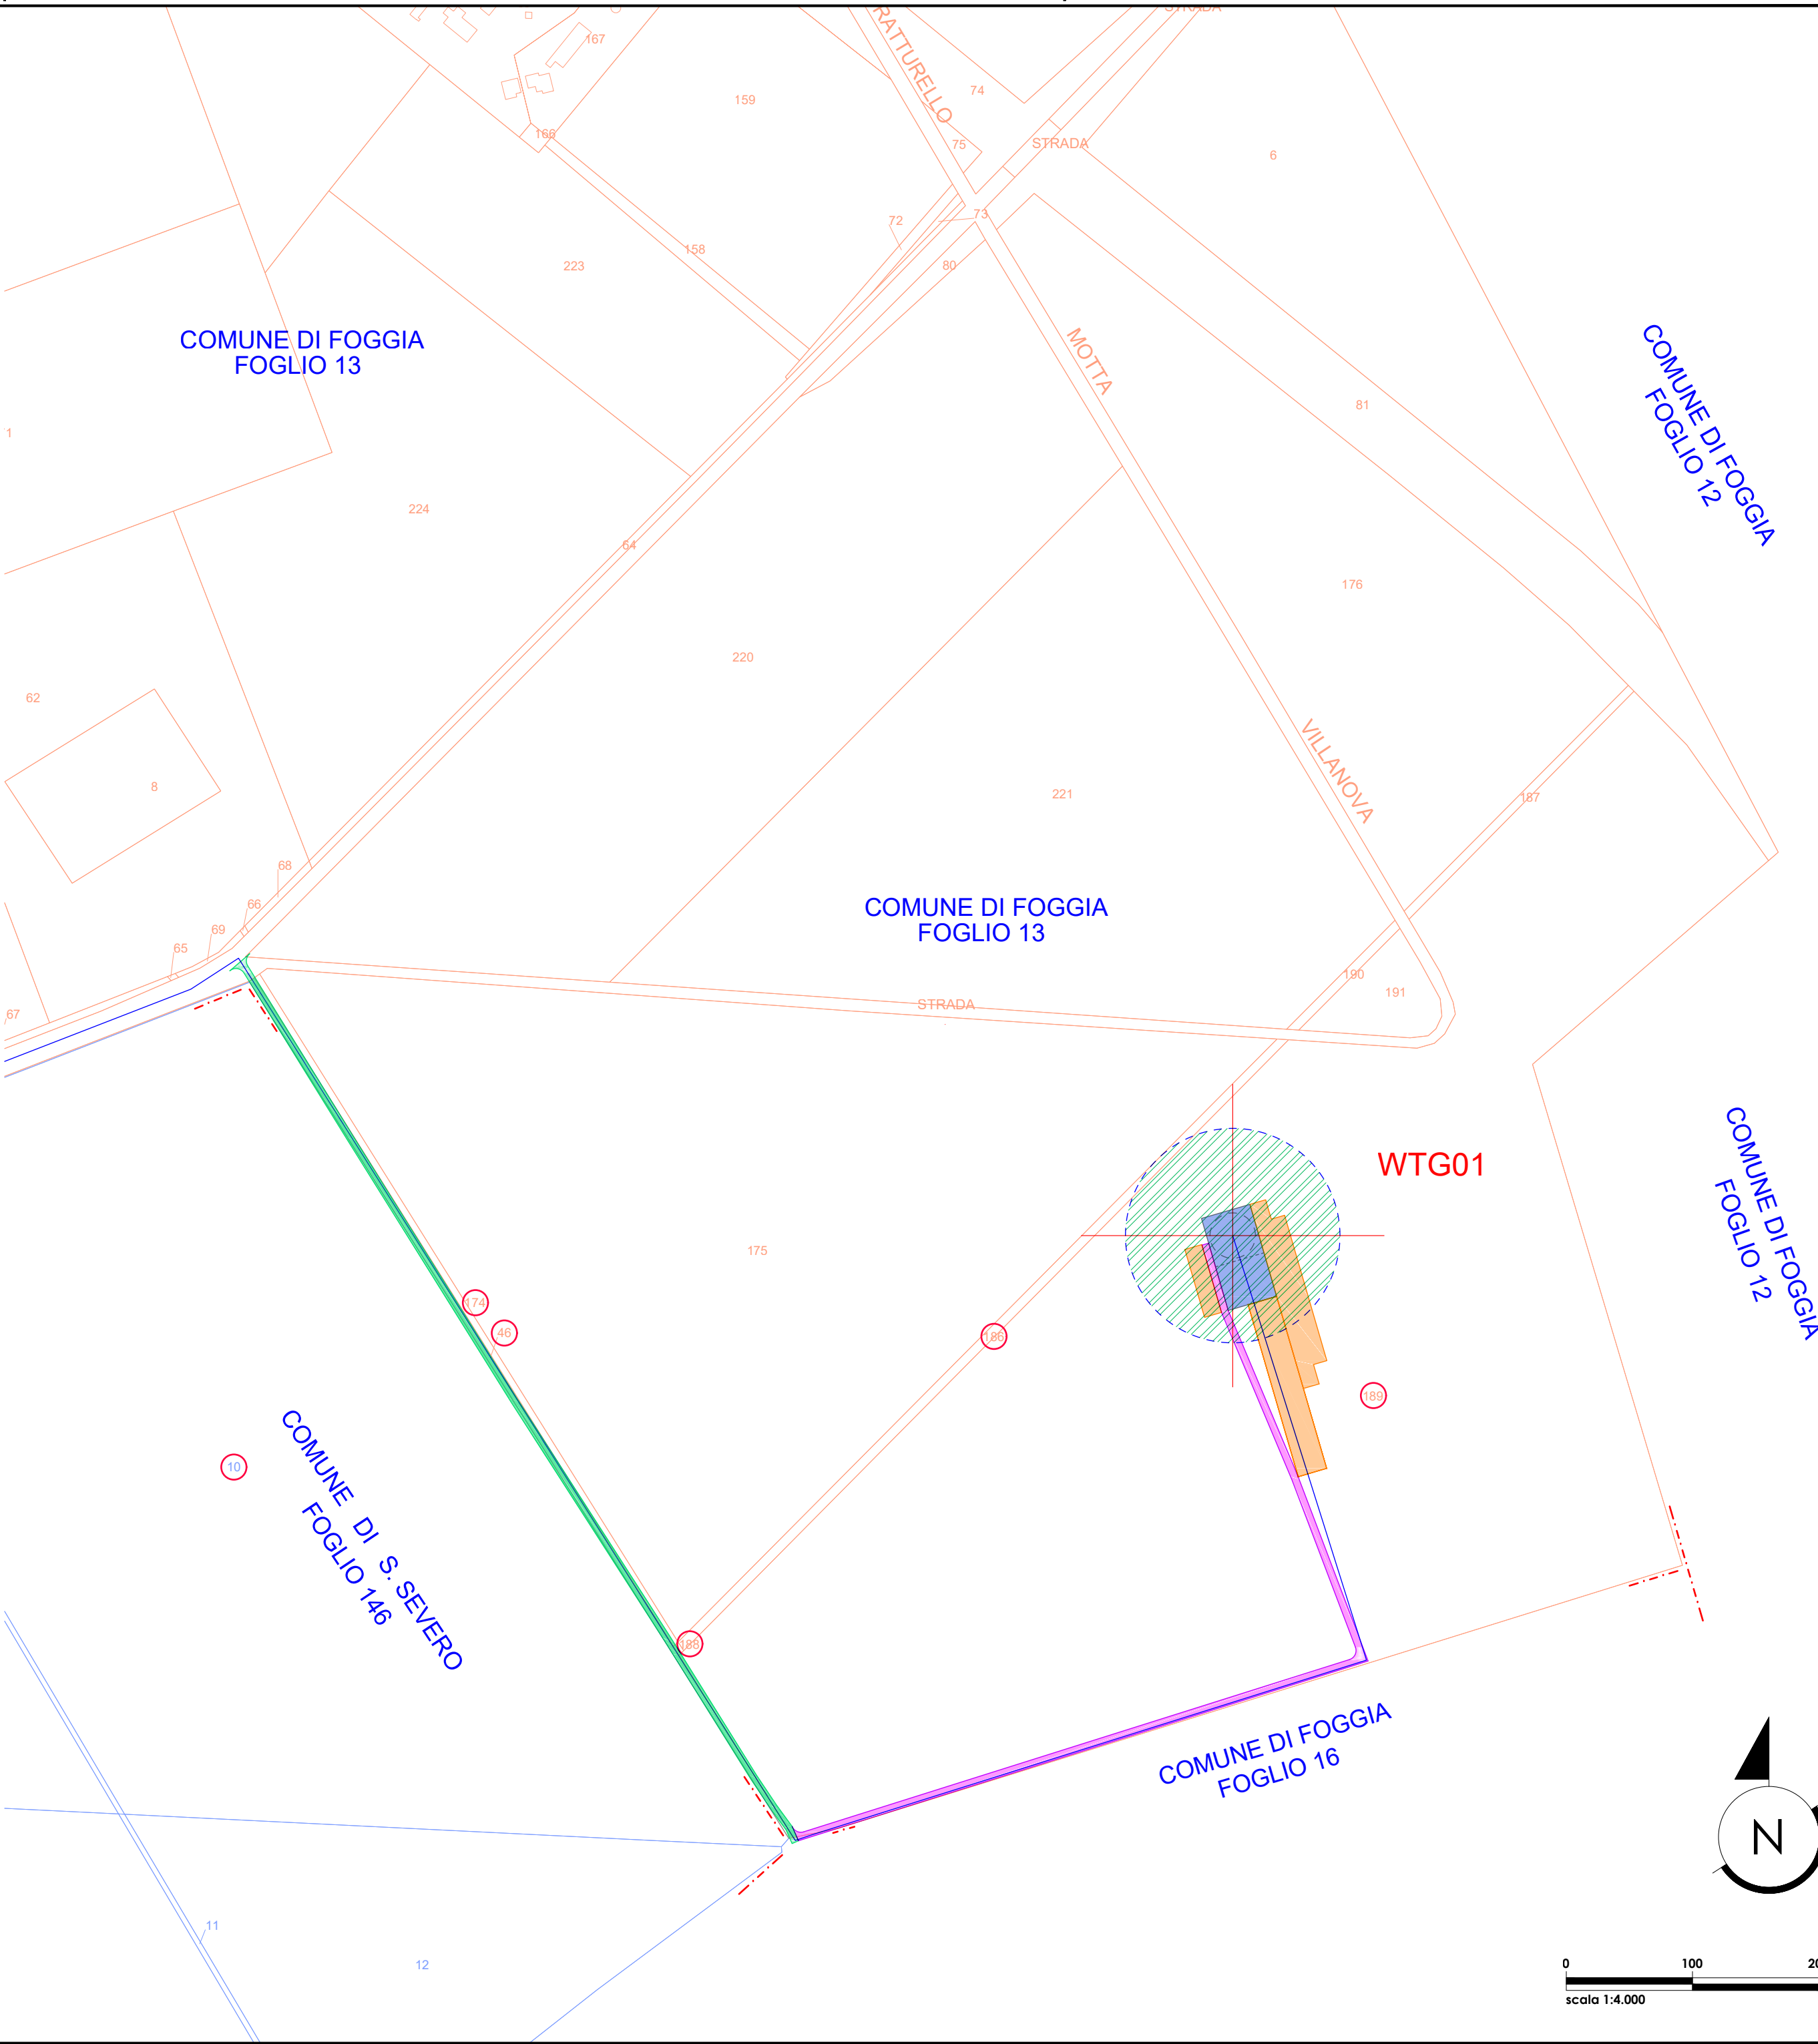 STRADA
167
RATTURELLO
74
159
166
75
STRADA
6
73
72
158
80
223
COMUNE DI FOGGIA
FOGLIO 13
MOTTA
COMUNE DI FOGGIA
FOGLIO 12
81
1
224
64
176
220
62
VILLANOVA
8
221
187
68
66
COMUNE DI FOGGIA
FOGLIO 13
69
65
190
191
STRADA
67
WTG01
COMUNE DI FOGGIA
FOGLIO 12
175
174
46
186
189
10
COMUNE DI S. SEVERO
FOGLIO 146
188
COMUNE DI FOGGIA
FOGLIO 16
N
11
12
0 100 20
scala 1:4.000